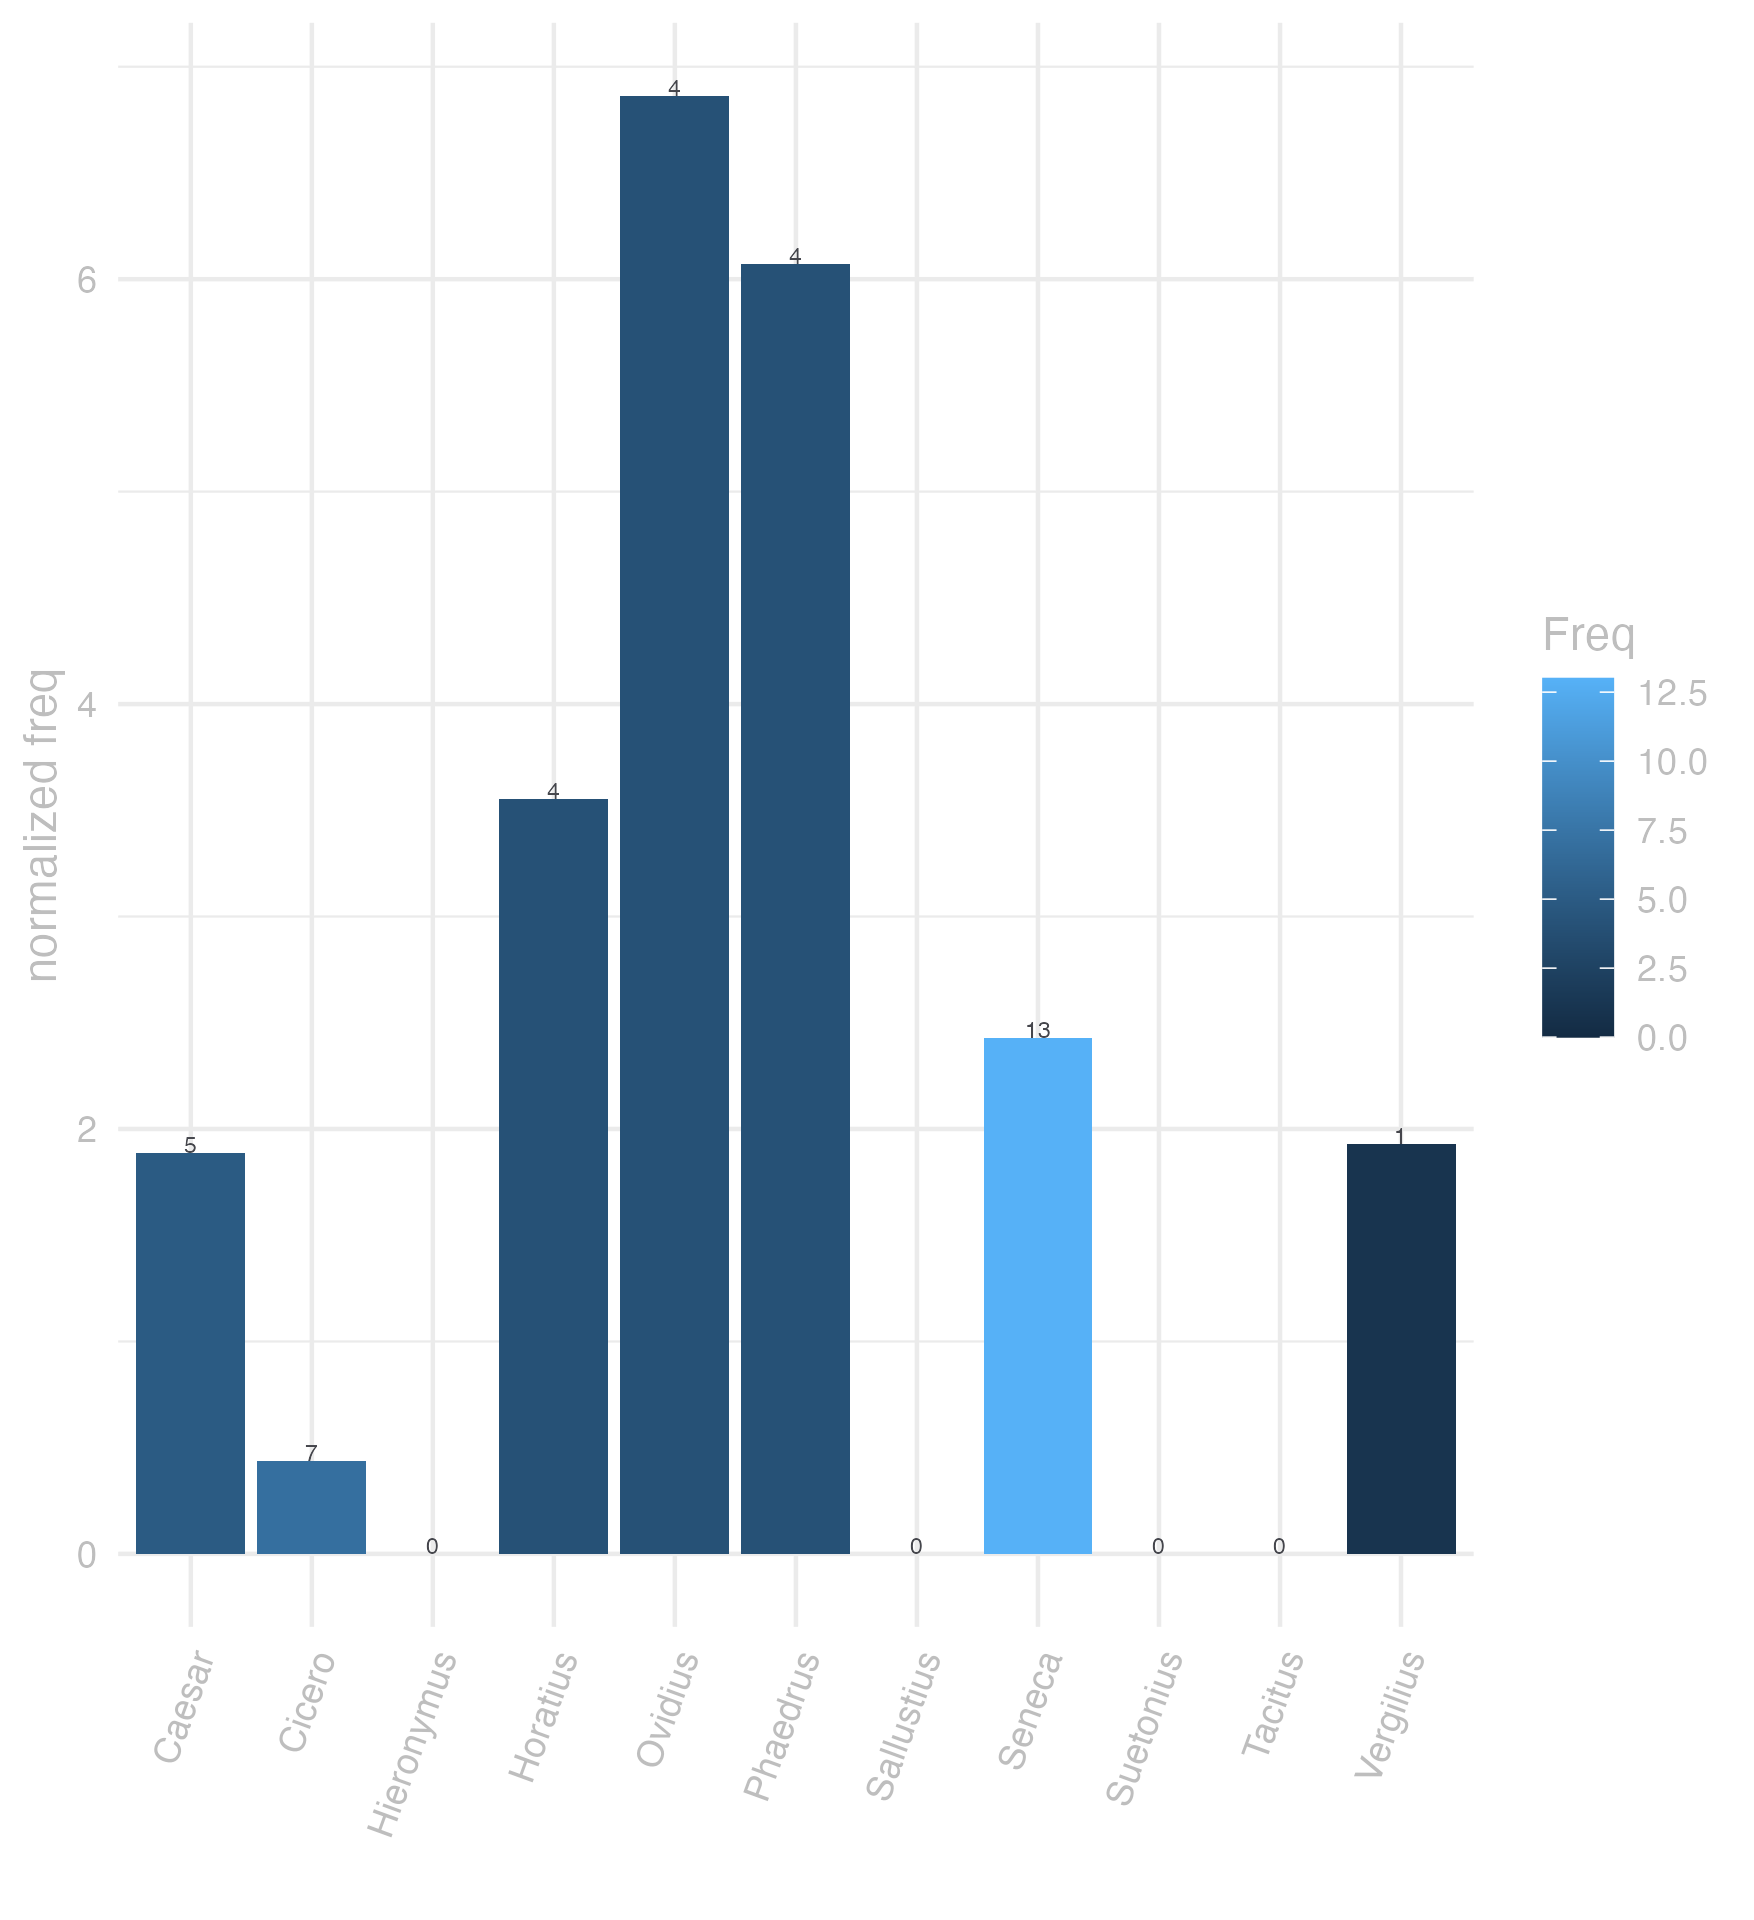 normalized freq
6
4
2
0
4
4
4
13
5
1
7
0
0
0
0
Caesar
Cicero
Hieronymus
Horatius
Ovidius
Phaedrus
Sallustius
Seneca
Suetonius
Tacitus
Vergilius
Freq
12.5
10.0
7.5
5.0
2.5
0.0